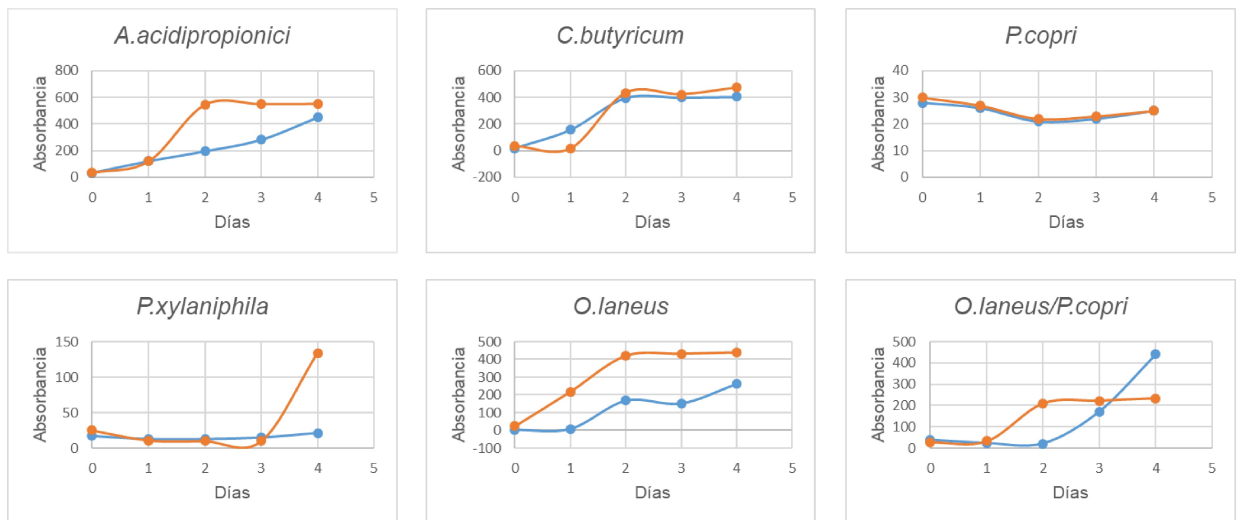 A.acidipropionici
800
600
400
200
0
Absorbancia
0 1 2 3 4 5
Días
C.butyricum
600
400
200
0
-200
Absorbancia
0 1 2 3 4 5
Días
P.copri
40
30
20
10
0
Absorbancia
0 1 2 3 4 5
Días
P.xylaniphila
150
100
50
0
Absorbancia
0 1 2 3 4 5
Días
O.laneus
500
400
300
200
100
0
-100
Absorbancia
0 1 2 3 4 5
Días
O.laneus/P.copri
500
400
300
200
100
0
Absorbancia
0 1 2 3 4 5
Días